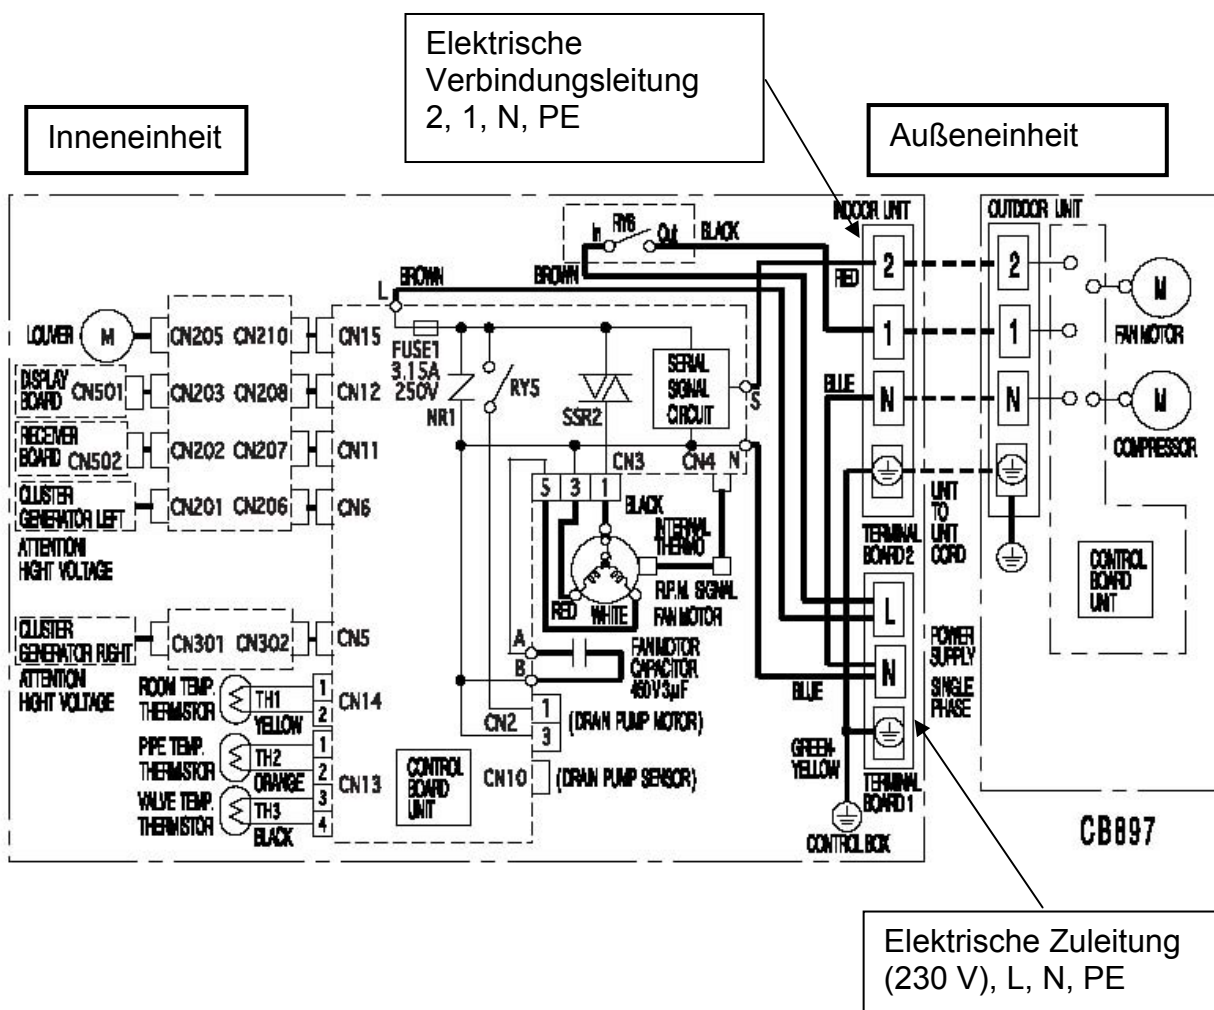 Elektrische
Verbindungsleitung
2, 1, N, PE
Inneneinheit
Außeneinheit
INDOOR UNIT
OUTDOOR UNIT
In RY6 Out
BLACK
BROWN
BROWN
RED
2
2
L
LOUVER
M
CN205 CN210
CN15
FUSE1
3.15A
250V
NR1
RY5
SSR2
SERIAL
SIGNAL
CIRCUIT
S
1
1
M
FAN MOTOR
DISPLAY
BOARD
CN501
CN203 CN208
CN12
BLUE
N
N
M
COMPRESSOR
RECEIVER
BOARD
CN502
CN202 CN207
CN11
CN3
CN4
N
CLUSTER
GENERATOR LEFT
CN201 CN206
CN6
5 3 1
BLACK
INTERNAL
THERMO
ATTENTION!
HIGHT VOLTAGE
TERMINAL
BOARD 2
UNIT
TO
UNIT
CORD
CONTROL
BOARD
UNIT
RED
WHITE
R.P.M. SIGNAL
FAN MOTOR
L
CLUSTER
GENERATOR RIGHT
CN301 CN302
CN5
A
B
FAN MOTOR
CAPACITOR
450V3µF
POWER
SUPPLY
SINGLE
PHASE
ATTENTION!
HIGHT VOLTAGE
N
BLUE
ROOM TEMP.
THERMISTOR
TH1
YELLOW
1
2
CN14
CN2
1
3
(DRAIN PUMP MOTOR)
PIPE TEMP.
THERMISTOR
TH2
ORANGE
1
2
CN13
CONTROL
BOARD
UNIT
CN10
(DRAIN PUMP SENSOR)
GREEN-
YELLOW
TERMINAL
BOARD 1
VALVE TEMP.
THERMISTOR
TH3
BLACK
3
4
CONTROL BOX
CB897
Elektrische Zuleitung
(230 V), L, N, PE